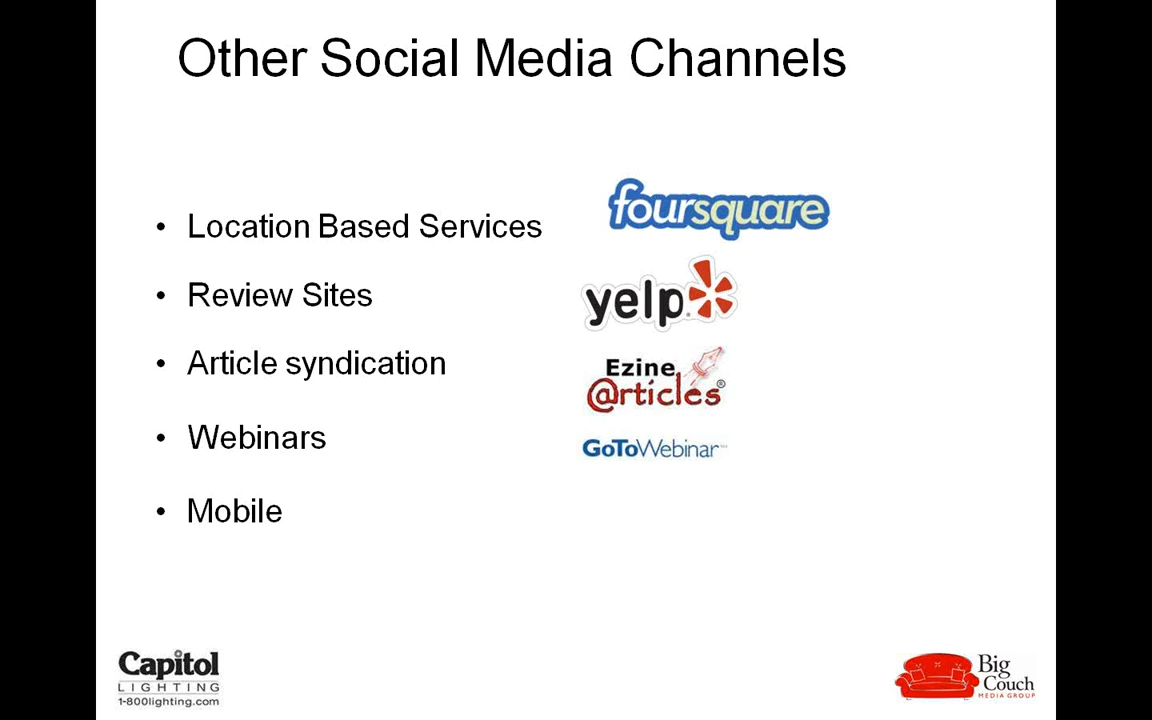 Other Social Media Channels
• Location Based Services
foursquare
• Review Sites
yelp
• Article syndication
Ezine
@rticles®
• Webinars
GoToWebinar
• Mobile
Capitol
LIGHTING
1-800lighting.com
Big
Couch
MEDIA GROUP